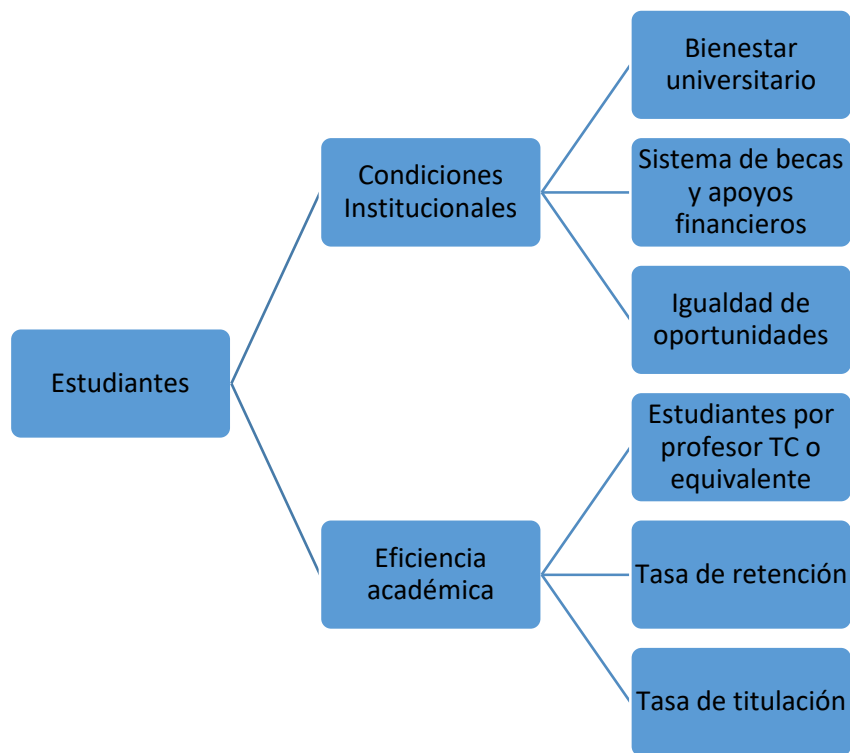 Estudiantes
Condiciones
Institucionales
Bienestar
universitario
Sistema de becas
y apoyos
financieros
Igualdad de
oportunidades
Eficiencia
académica
Estudiantes por
profesor TC o
equivalente
Tasa de retención
Tasa de titulación